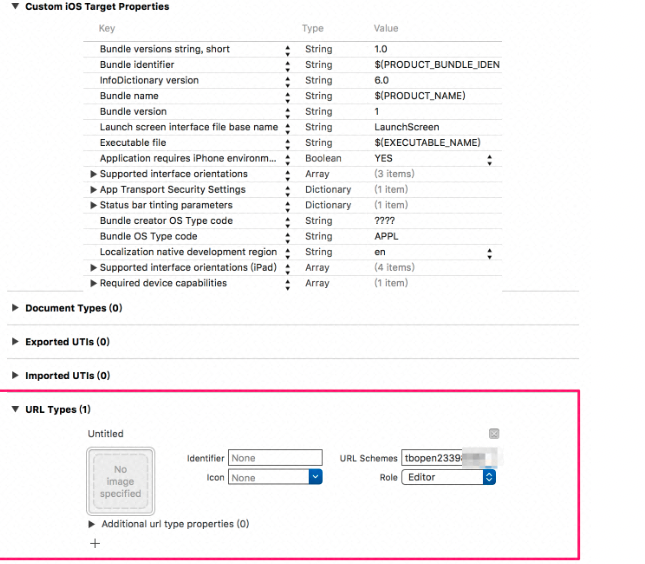 Custom iOS Target Properties
Key Type Value
Bundle versions string, short String 1.0
Bundle identifier String $(PRODUCT_BUNDLE_IDEN
InfoDictionary version String 6.0
Bundle name String $(PRODUCT_NAME)
Bundle version String 1
Launch screen interface file base name String LaunchScreen
Executable file String $(EXECUTABLE_NAME)
Application requires iPhone environm... Boolean YES
Supported interface orientations Array (3 items)
App Transport Security Settings Dictionary (1 item)
Status bar tinting parameters Dictionary (1 item)
Bundle creator OS Type code String ????
Bundle OS Type code String APPL
Localization native development region String en
Supported interface orientations (iPad) Array (4 items)
Required device capabilities Array (1 item)
Document Types (0)
Exported UTIs (0)
Imported UTIs (0)
URL Types (1)
Untitled
No
image
specified
Identifier None URL Schemes tbopen2339
Icon None Role Editor
Additional url type properties (0)